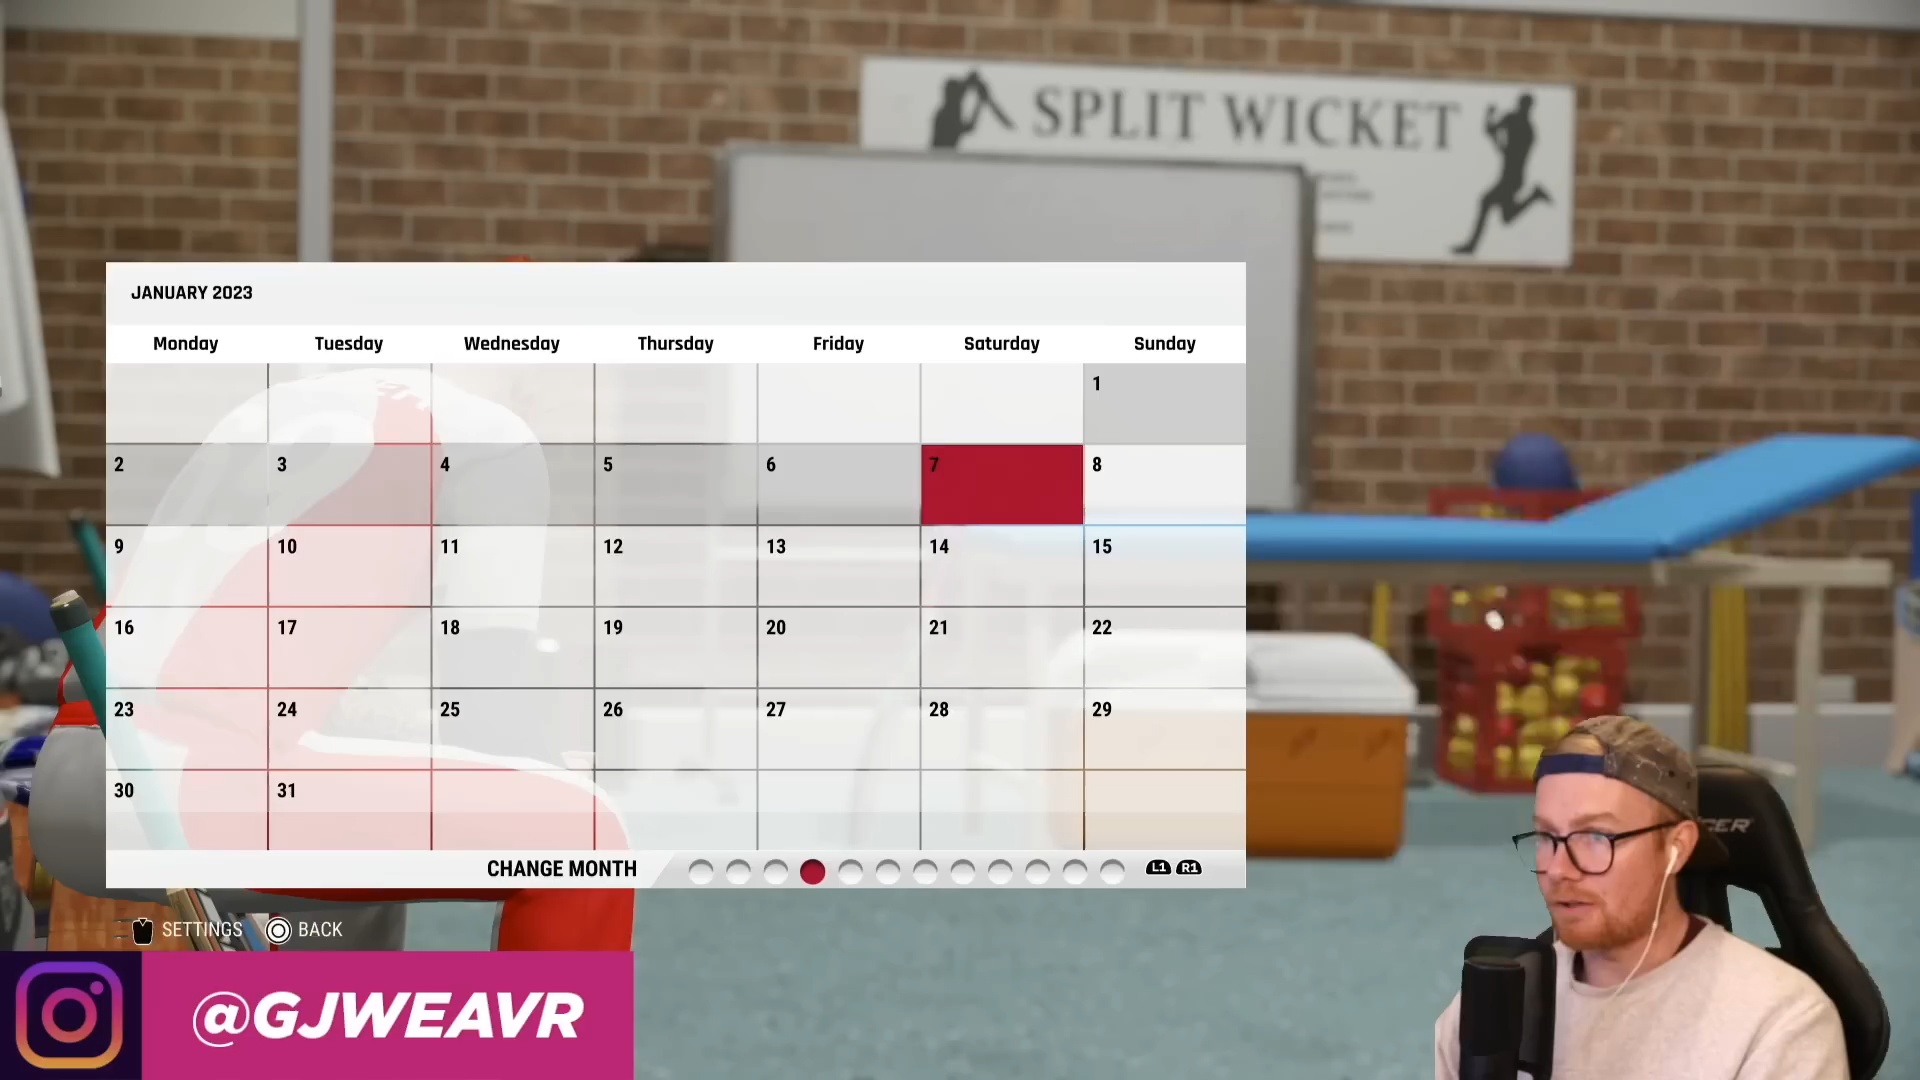 SPLIT WICKET
JANUARY 2023
Monday Tuesday Wednesday Thursday Friday Saturday Sunday
1
2 3 4 5 6 7 8
9 10 11 12 13 14 15
16 17 18 19 20 21 22
23 24 25 26 27 28 29
30 31
CHANGE MONTH L1 R1
SETTINGS BACK
@GJWEAVR